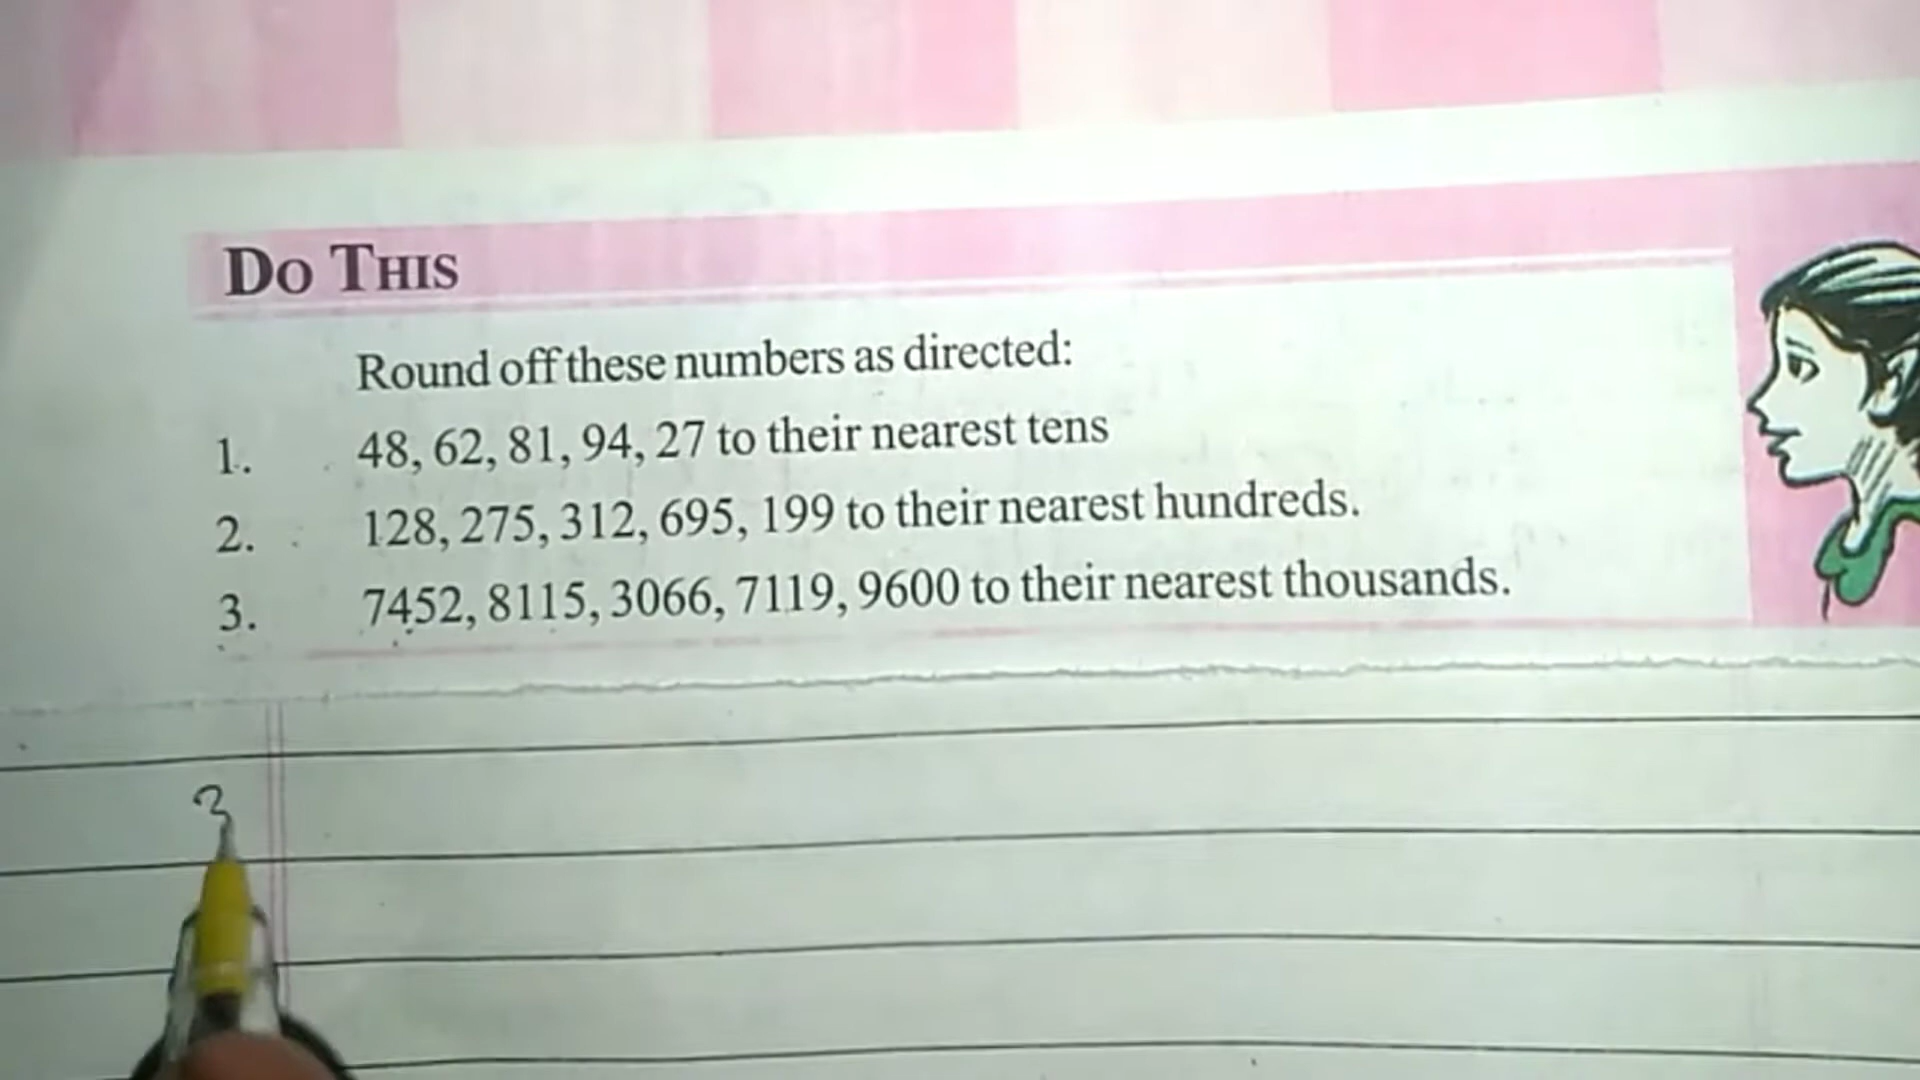 DO THIS
Round off these numbers as directed:
1. 48, 62, 81, 94, 27 to their nearest tens
2. 128, 275, 312, 695, 199 to their nearest hundreds.
3. 7452, 8115, 3066, 7119, 9600 to their nearest thousands.